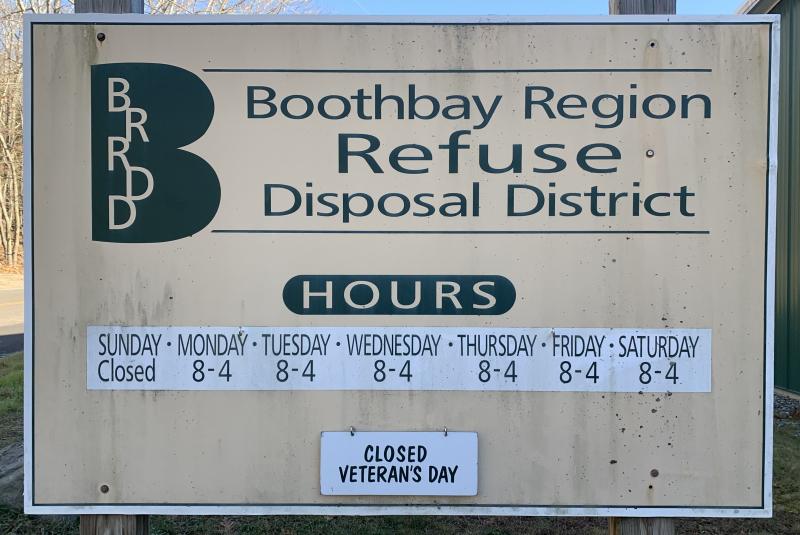 BRRDD
Boothbay Region
Refuse
Disposal District
HOURS
SUNDAY · MONDAY · TUESDAY · WEDNESDAY · THURSDAY · FRIDAY · SATURDAY
Closed 8-4 8-4 8-4 8-4 8-4 8-4
CLOSED
VETERAN'S DAY